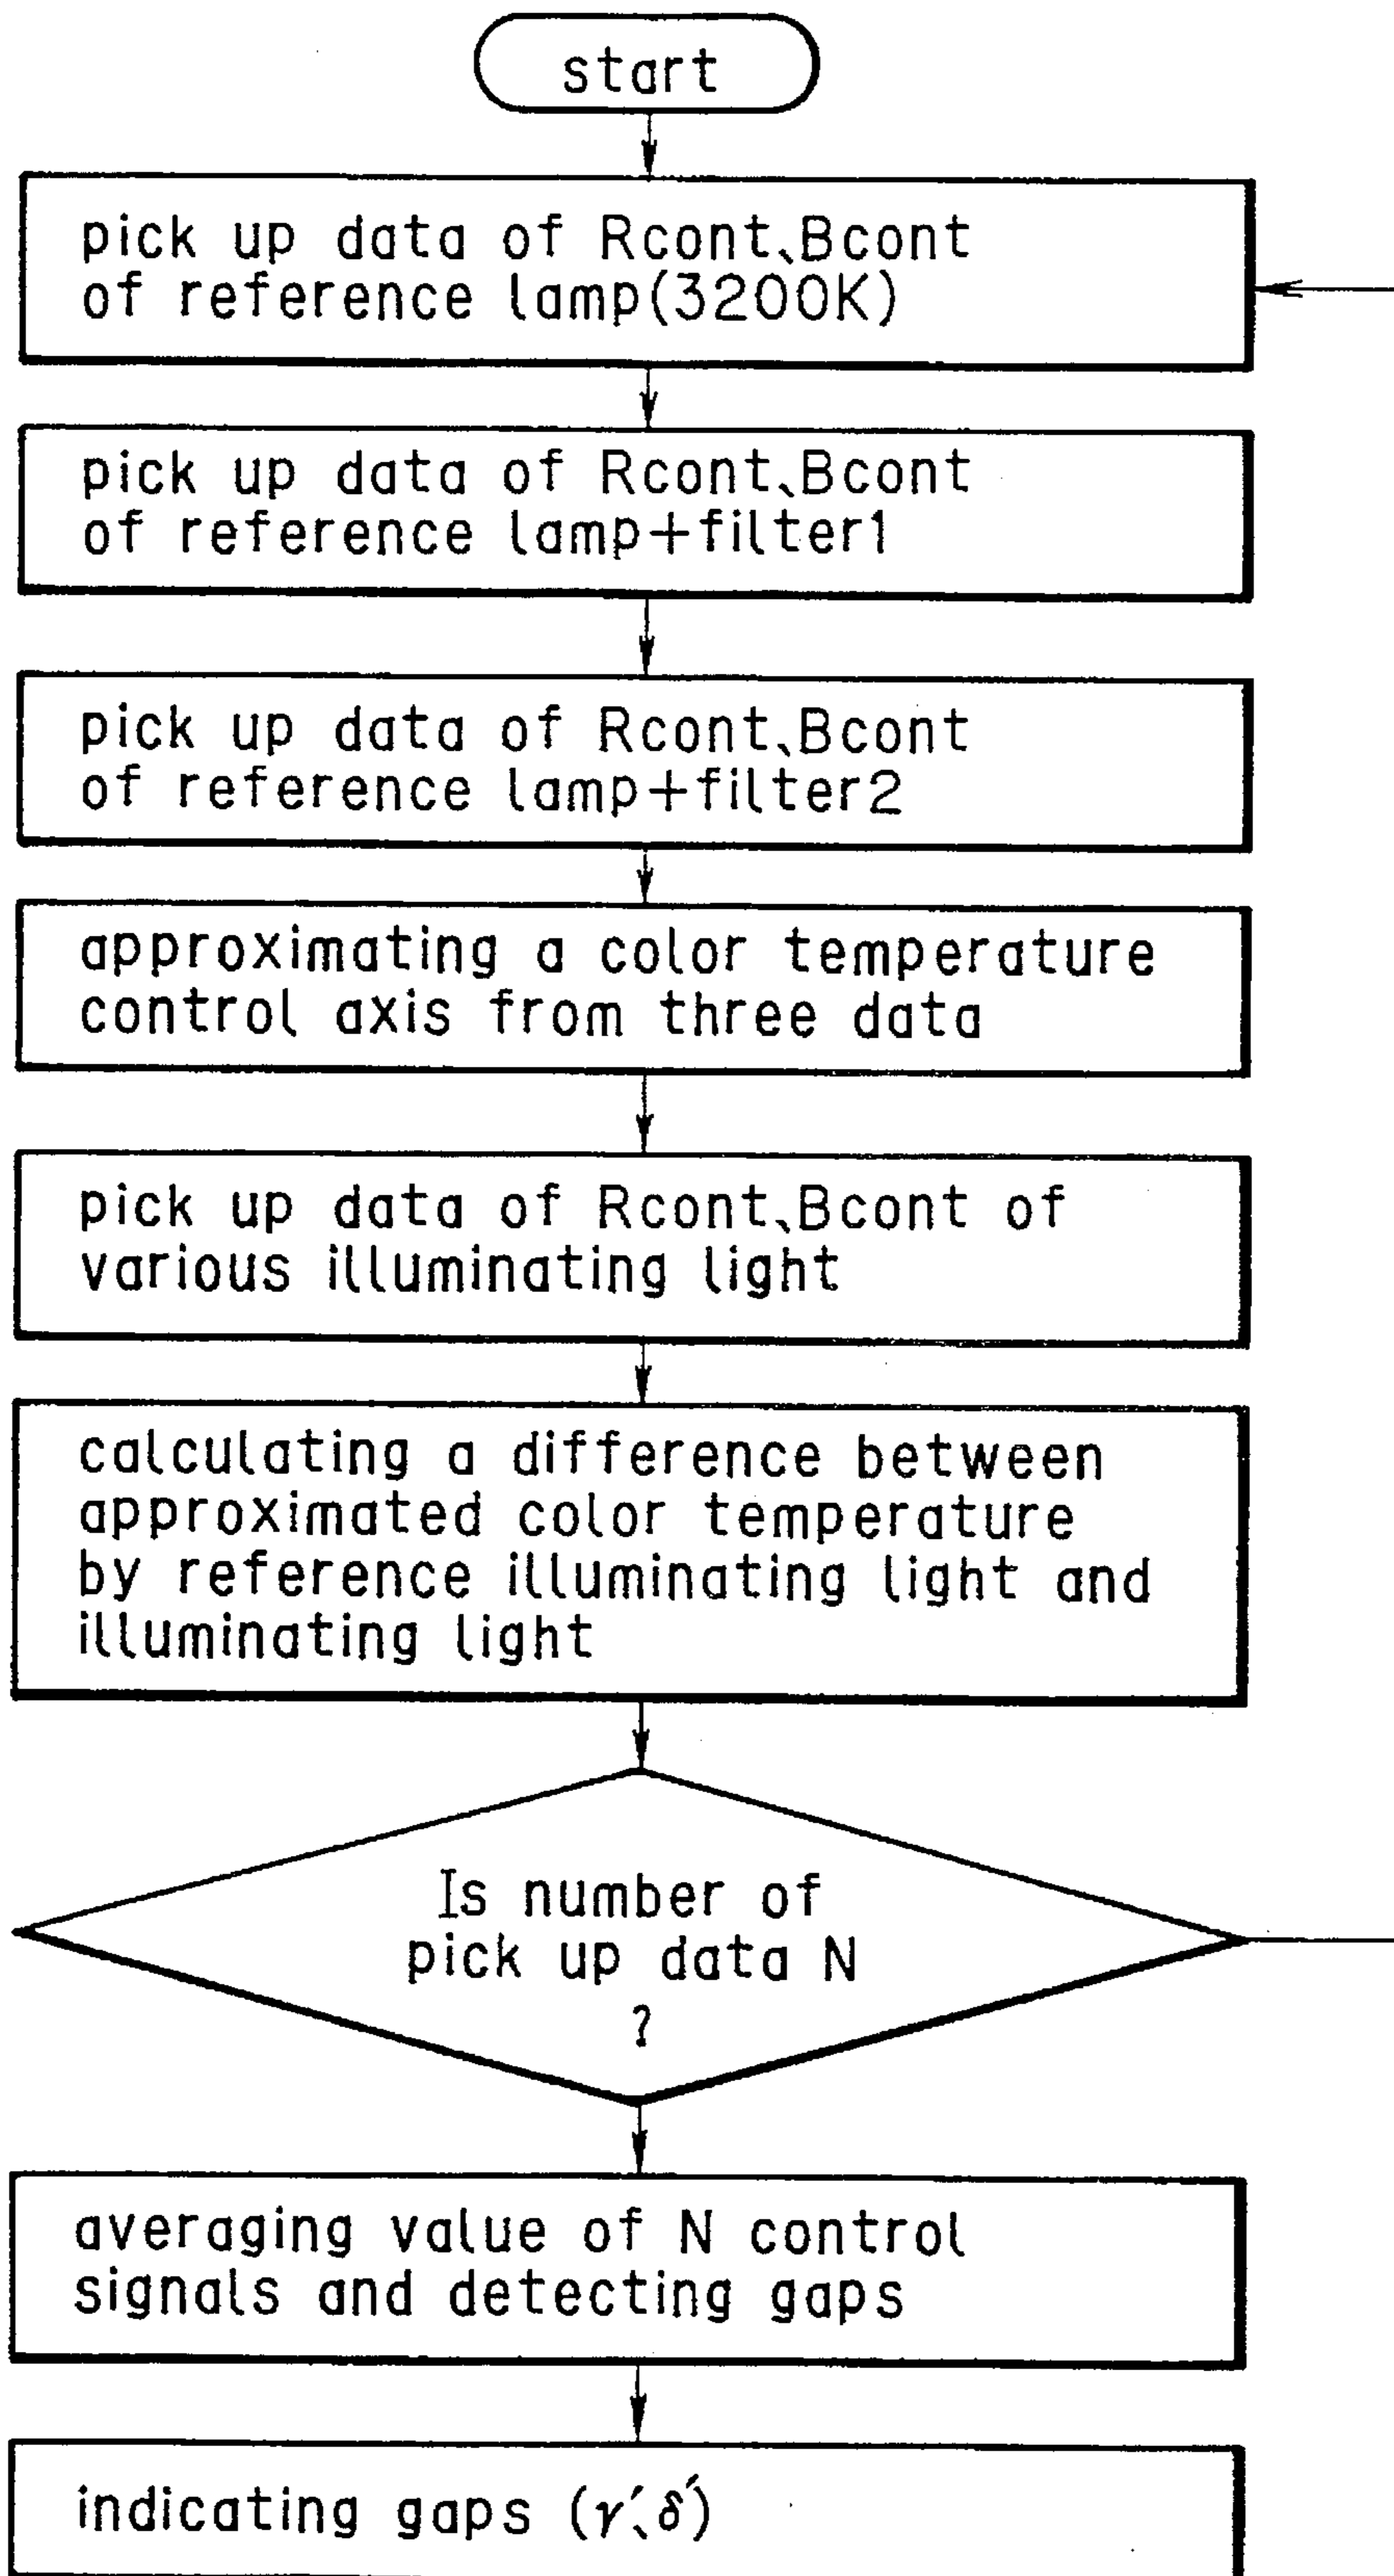 start
pick up data of Rcont、Bcont
of reference lamp(3200K)
pick up data of Rcont、Bcont
of reference lamp+filter1
pick up data of Rcont、Bcont
of reference lamp+filter2
approximating a color temperature
control axis from three data
pick up data of Rcont、Bcont of
various illuminating light
calculating a difference between
approximated color temperature
by reference illuminating light and
illuminating light
Is number of
pick up data N
?
averaging value of N control
signals and detecting gaps
indicating gaps (γ′、δ′)